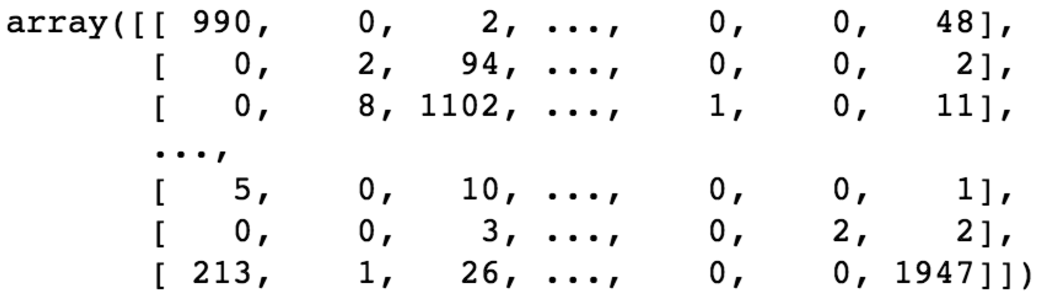 array([[ 990,    0,    2, ...,    0,    0,   48],
       [   0,    2,   94, ...,    0,    0,    2],
       [   0,    8, 1102, ...,    1,    0,   11],
       ...,
       [   5,    0,   10, ...,    0,    0,    1],
       [   0,    0,    3, ...,    0,    2,    2],
       [ 213,    1,   26, ...,    0,    0, 1947]])